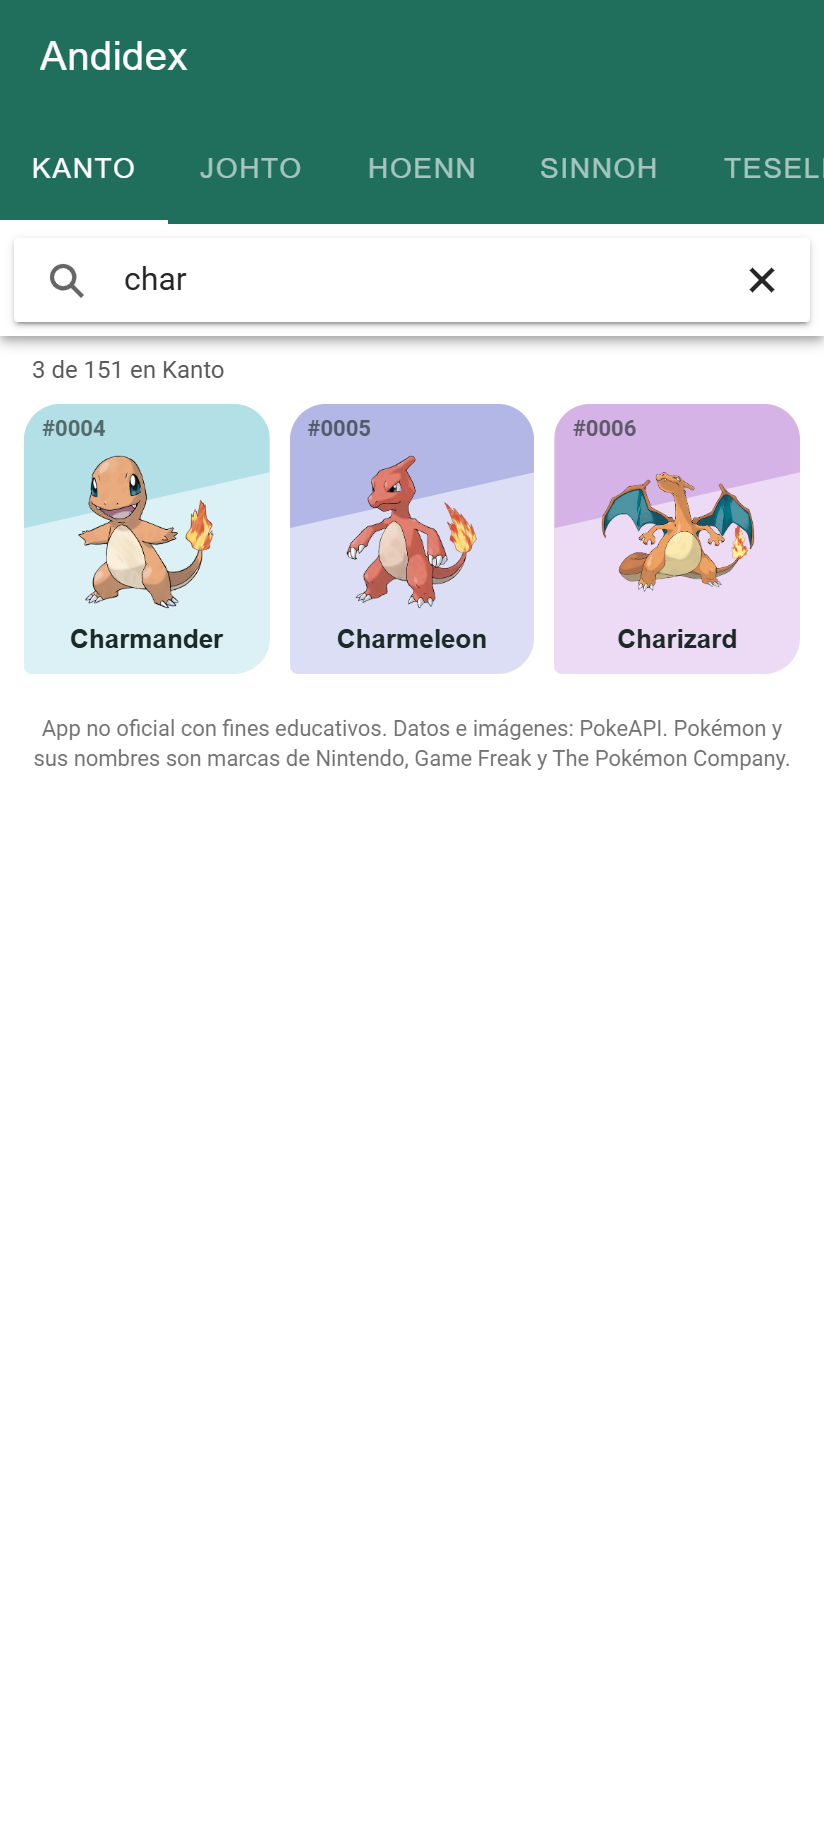 Andidex
KANTO JOHTO HOENN SINNOH TESEL
char
3 de 151 en Kanto
#0004 #0005 #0006
Charmander Charmeleon Charizard
App no oficial con fines educativos. Datos e imágenes: PokeAPI. Pokémon y
sus nombres son marcas de Nintendo, Game Freak y The Pokémon Company.